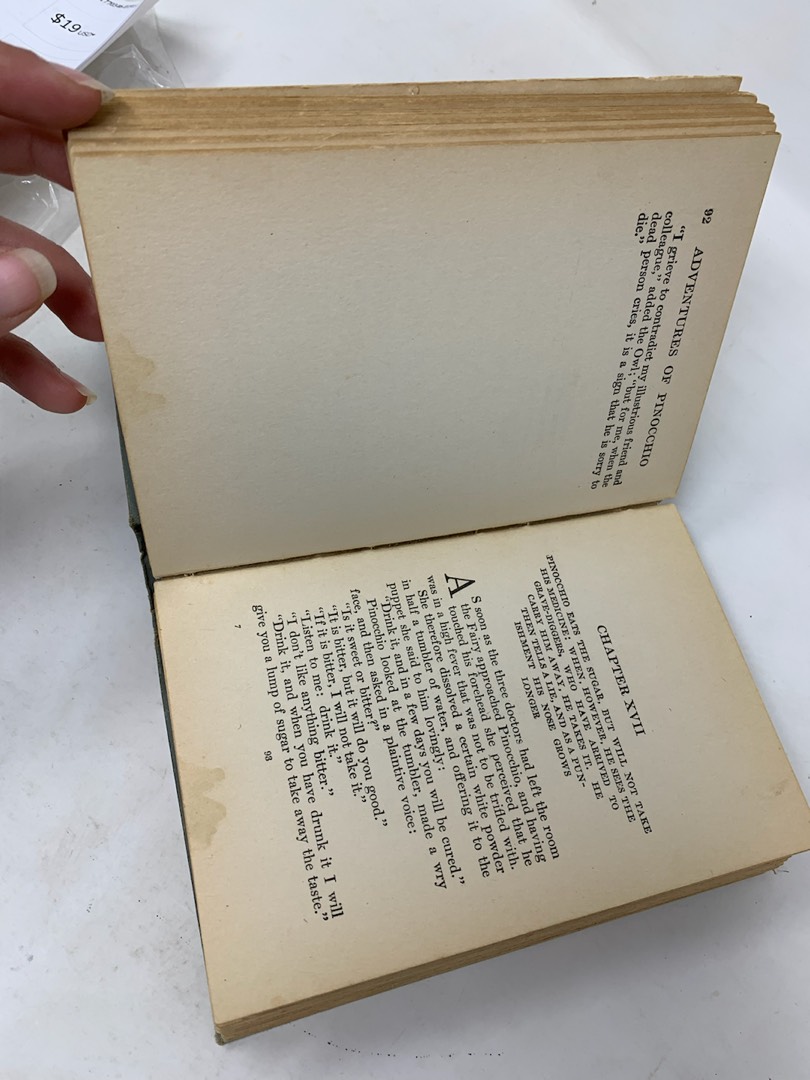 $19
92 ADVENTURES OF PINOCCHIO
"I grieve to contradict my illustrious friend and
colleague," added the Owl; "but for me, when the
dead person cries, it is a sign that he is sorry to
die."
CHAPTER XVII
PINOCCHIO EATS THE SUGAR, BUT WILL NOT TAKE
HIS MEDICINE: WHEN, HOWEVER, HE SEES THE
GRAVE-DIGGERS, WHO HAVE ARRIVED TO
CARRY HIM AWAY, HE TAKES IT. HE
THEN TELLS A LIE, AND AS A PUN-
ISHMENT HIS NOSE GROWS
LONGER
AS soon as the three doctors had left the room
the Fairy approached Pinocchio, and having
touched his forehead she perceived that he
was in a high fever that was not to be trifled with.
She therefore dissolved a certain white powder
in half a tumbler of water, and offering it to the
puppet she said to him lovingly:
"Drink it, and in a few days you will be cured."
Pinocchio looked at the tumbler, made a wry
face, and then asked in a plaintive voice:
"Is it sweet or bitter?"
"It is bitter, but it will do you good."
"If it is bitter, I will not take it."
"Listen to me: drink it."
"I don't like anything bitter."
"Drink it, and when you have drunk it I will
give you a lump of sugar to take away the taste."
7 93